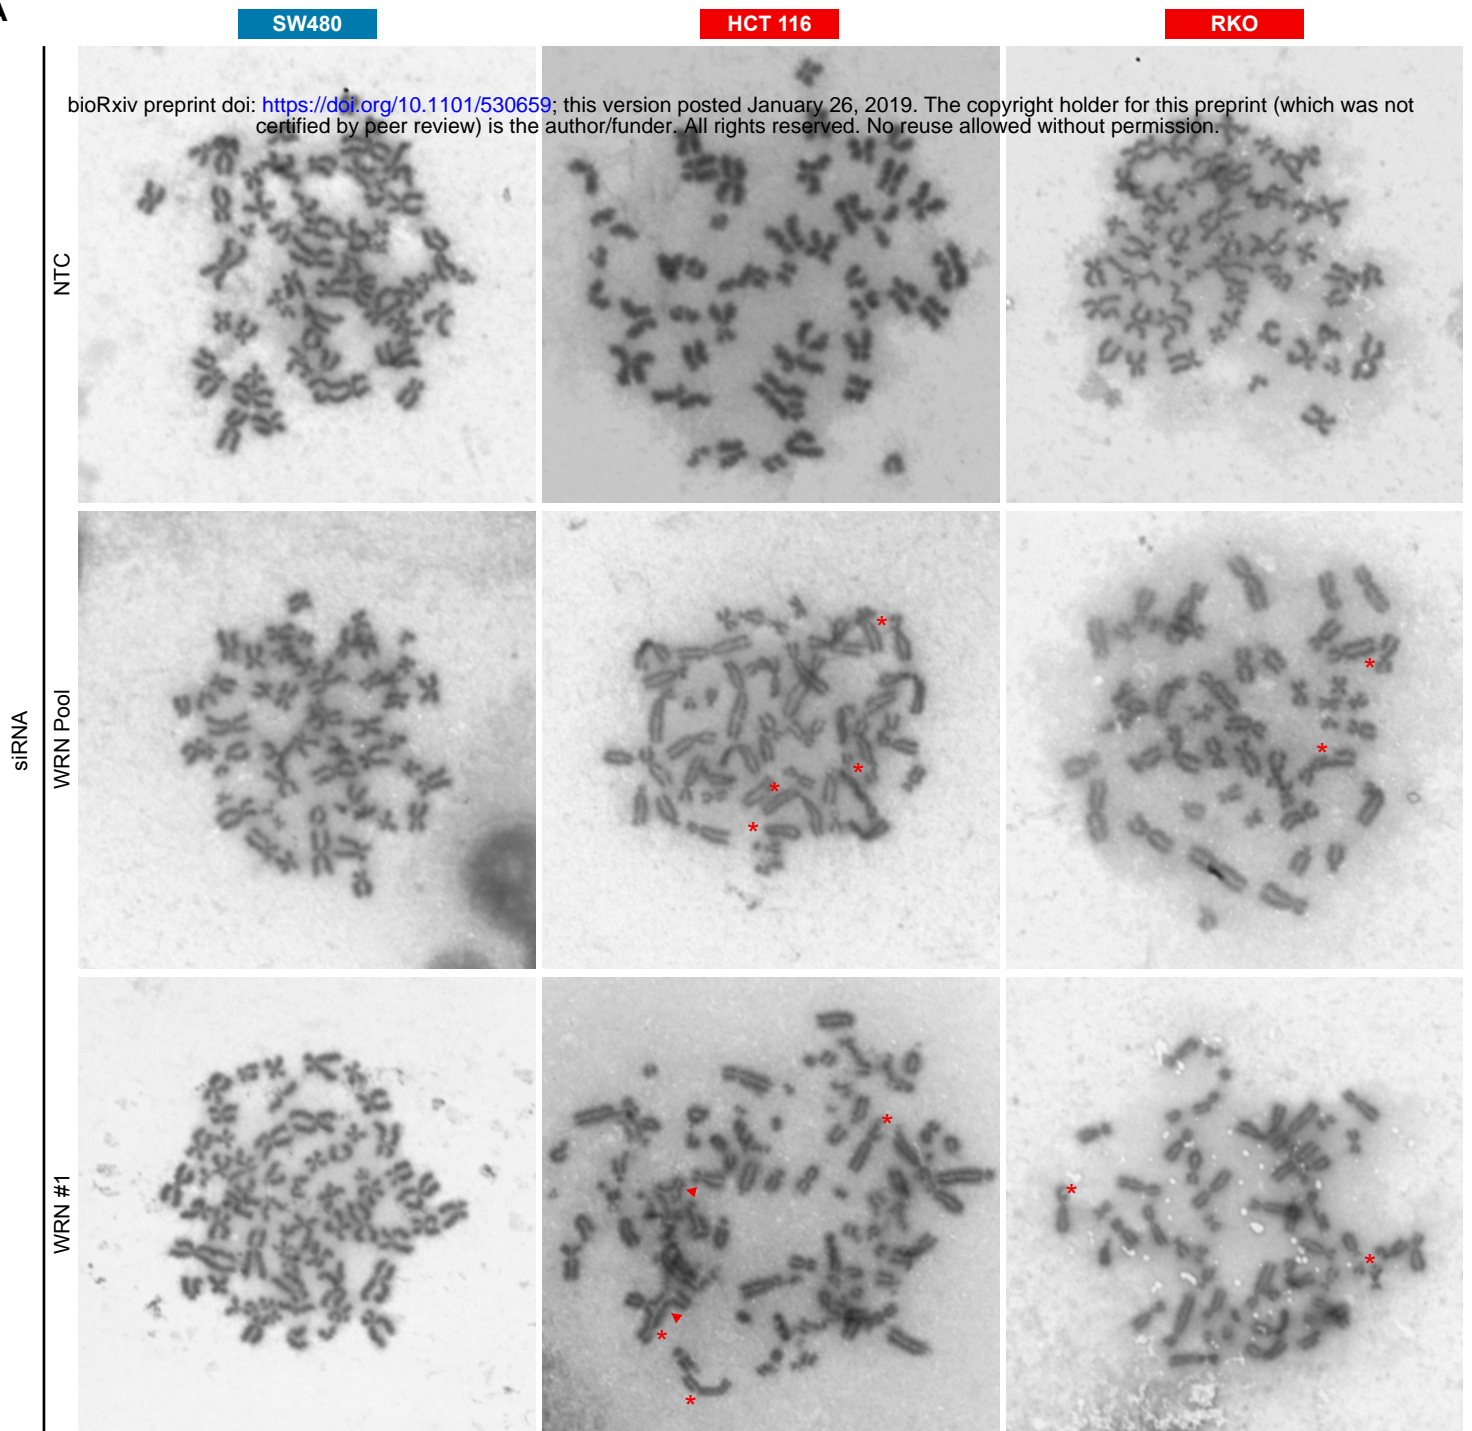 A
SW480
HCT 116
RKO
bioRxiv preprint doi: https://doi.org/10.1101/530659; this version posted January 26, 2019. The copyright holder for this preprint (which was not
certified by peer review) is the author/funder. All rights reserved. No reuse allowed without permission.
siRNA
NTC
WRN Pool
WRN #1